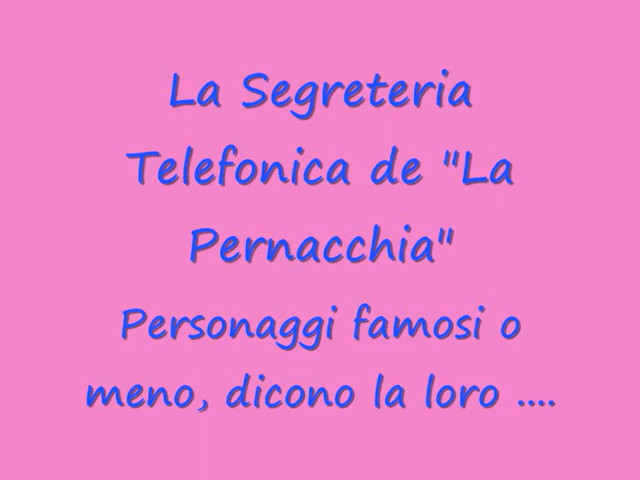 La Segreteria
Telefonica de "La
Pernacchia"
Personaggi famosi o
meno, dicono la loro ....